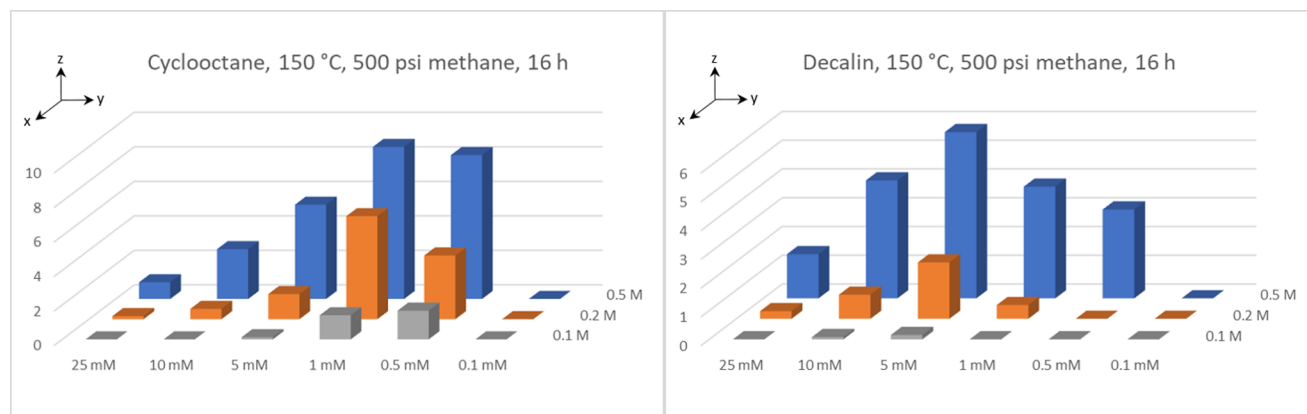 Cyclooctane, 150 °C, 500 psi methane, 16 h
z
y
x
10
8
6
4
2
0
0.5 M
0.2 M
0.1 M
25 mM 10 mM 5 mM 1 mM 0.5 mM 0.1 mM
Decalin, 150 °C, 500 psi methane, 16 h
z
y
x
6
5
4
3
2
1
0
0.5 M
0.2 M
0.1 M
25 mM 10 mM 5 mM 1 mM 0.5 mM 0.1 mM